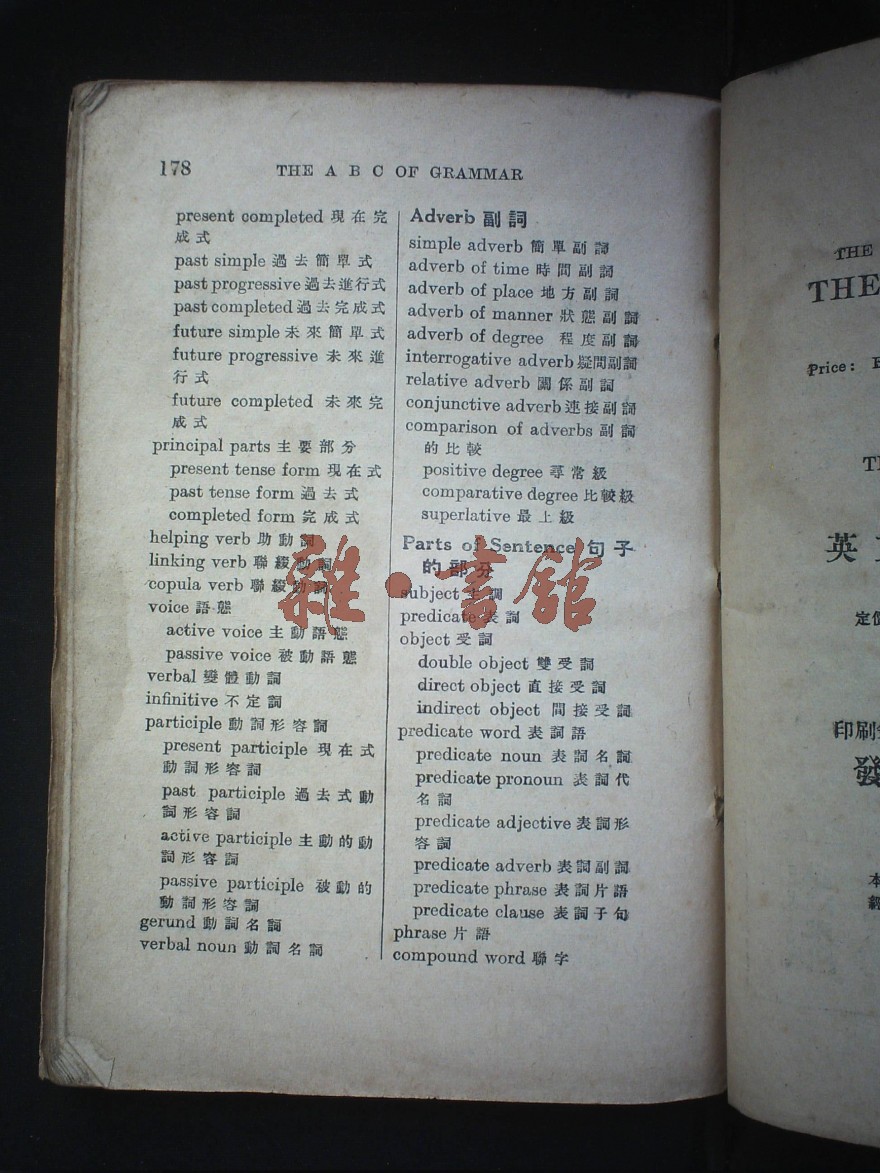 178 THE A B C OF GRAMMAR
present completed 現在完
成式
past simple 過去簡單式
past progressive 過去進行式
past completed 過去完成式
future simple 未來簡單式
future progressive 未來進
行式
future completed 未來完
成式
principal parts 主要部分
present tense form 現在式
past tense form 過去式
completed form 完成式
helping verb 助動詞
linking verb 聯綴動詞
copula verb 聯綴動詞
voice 語態
active voice 主動語態
passive voice 被動語態
verbal 變體動詞
infinitive 不定詞
participle 動詞形容詞
present participle 現在式
動詞形容詞
past participle 過去式動
詞形容詞
active participle 主動的動
詞形容詞
passive participle 被動的
動詞形容詞
gerund 動詞名詞
verbal noun 動詞名詞
Adverb 副詞
simple adverb 簡單副詞
adverb of time 時間副詞
adverb of place 地方副詞
adverb of manner 狀態副詞
adverb of degree 程度副詞
interrogative adverb 疑問副詞
relative adverb 關係副詞
conjunctive adverb 連接副詞
comparison of adverbs 副詞
的比較
positive degree 尋常級
comparative degree 比較級
superlative 最上級
Parts of Sentence 句子
的部分
subject 主詞
predicate 表詞
object 受詞
double object 雙受詞
direct object 直接受詞
indirect object 間接受詞
predicate word 表詞語
predicate noun 表詞名詞
predicate pronoun 表詞代
名詞
predicate adjective 表詞形
容詞
predicate adverb 表詞副詞
predicate phrase 表詞片語
predicate clause 表詞子句
phrase 片語
compound word 聯字
雜·書館
THE
THE
Price:
英
定價
印刷
發
本